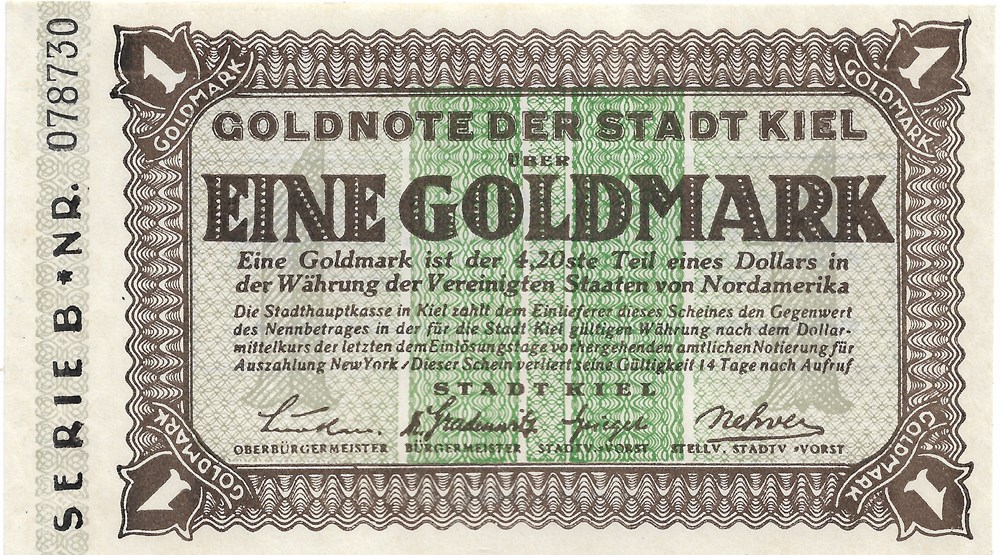 SERIE B * NR. 078730
1
GOLDMARK
1
GOLDMARK
GOLDNOTE DER STADT KIEL
ÜBER
EINE GOLDMARK
Eine Goldmark ist der 4,20ste Teil eines Dollars in
der Währung der Vereinigten Staaten von Nordamerika
Die Stadthauptkasse in Kiel zahlt dem Einlieferer dieses Scheines den Gegenwert
des Nennbetrages in der für die Stadt Kiel gültigen Währung nach dem Dollar-
mittelkurs der letzten dem Einlösungstage vorhergehenden amtlichen Notierung für
Auszahlung New York / Dieser Schein verliert seine Gültigkeit 14 Tage nach Aufruf
STADT KIEL
OBERBÜRGERMEISTER BÜRGERMEISTER STADTV.-VORST STELLV. STADTV-VORST
GOLDMARK
1
GOLDMARK
1